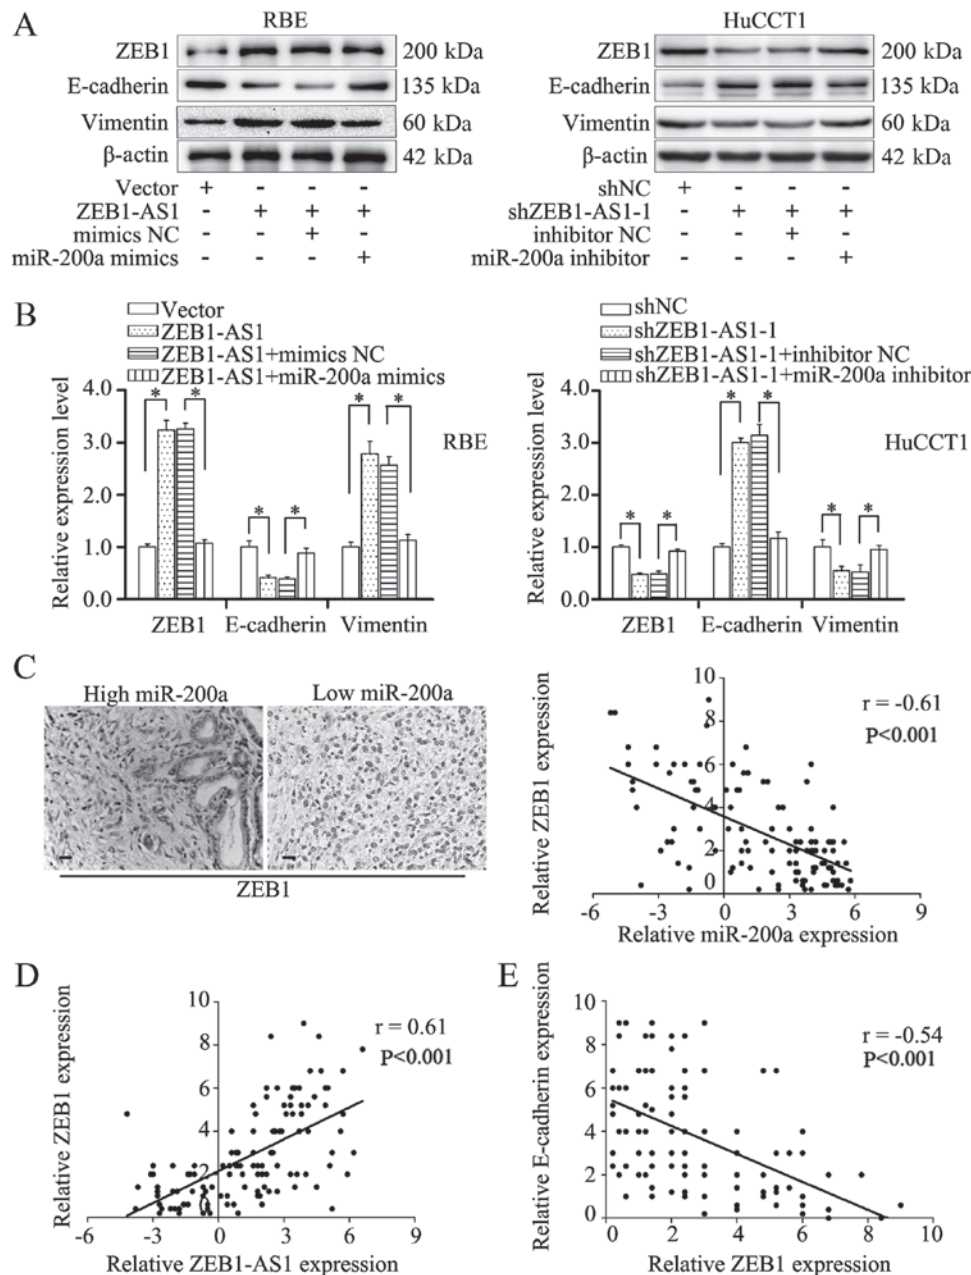 A
RBE
HuCCT1
ZEB1 200 kDa
E-cadherin 135 kDa
Vimentin 60 kDa
β-actin 42 kDa
Vector + - - -
ZEB1-AS1 - + + +
mimics NC - - + -
miR-200a mimics - - - +
ZEB1 200 kDa
E-cadherin 135 kDa
Vimentin 60 kDa
β-actin 42 kDa
shNC + - - -
shZEB1-AS1-1 - + + +
inhibitor NC - - + -
miR-200a inhibitor - - - +
B
Vector
ZEB1-AS1
ZEB1-AS1+mimics NC
ZEB1-AS1+miR-200a mimics
Relative expression level
4.0
3.0
2.0
1.0
0.0
* * * * * *
RBE
ZEB1 E-cadherin Vimentin
shNC
shZEB1-AS1-1
shZEB1-AS1-1+inhibitor NC
shZEB1-AS1-1+miR-200a inhibitor
Relative expression level
4.0
3.0
2.0
1.0
0.0
* * * * * *
HuCCT1
ZEB1 E-cadherin Vimentin
C
High miR-200a Low miR-200a
ZEB1
Relative ZEB1 expression
10
8
6
4
2
0
r = -0.61
P<0.001
-6 -3 0 3 6 9
Relative miR-200a expression
D
Relative ZEB1 expression
10
8
6
4
2
0
r = 0.61
P<0.001
-6 -3 0 3 6 9
Relative ZEB1-AS1 expression
E
Relative E-cadherin expression
10
8
6
4
2
0
r = -0.54
P<0.001
0 2 4 6 8 10
Relative ZEB1 expression